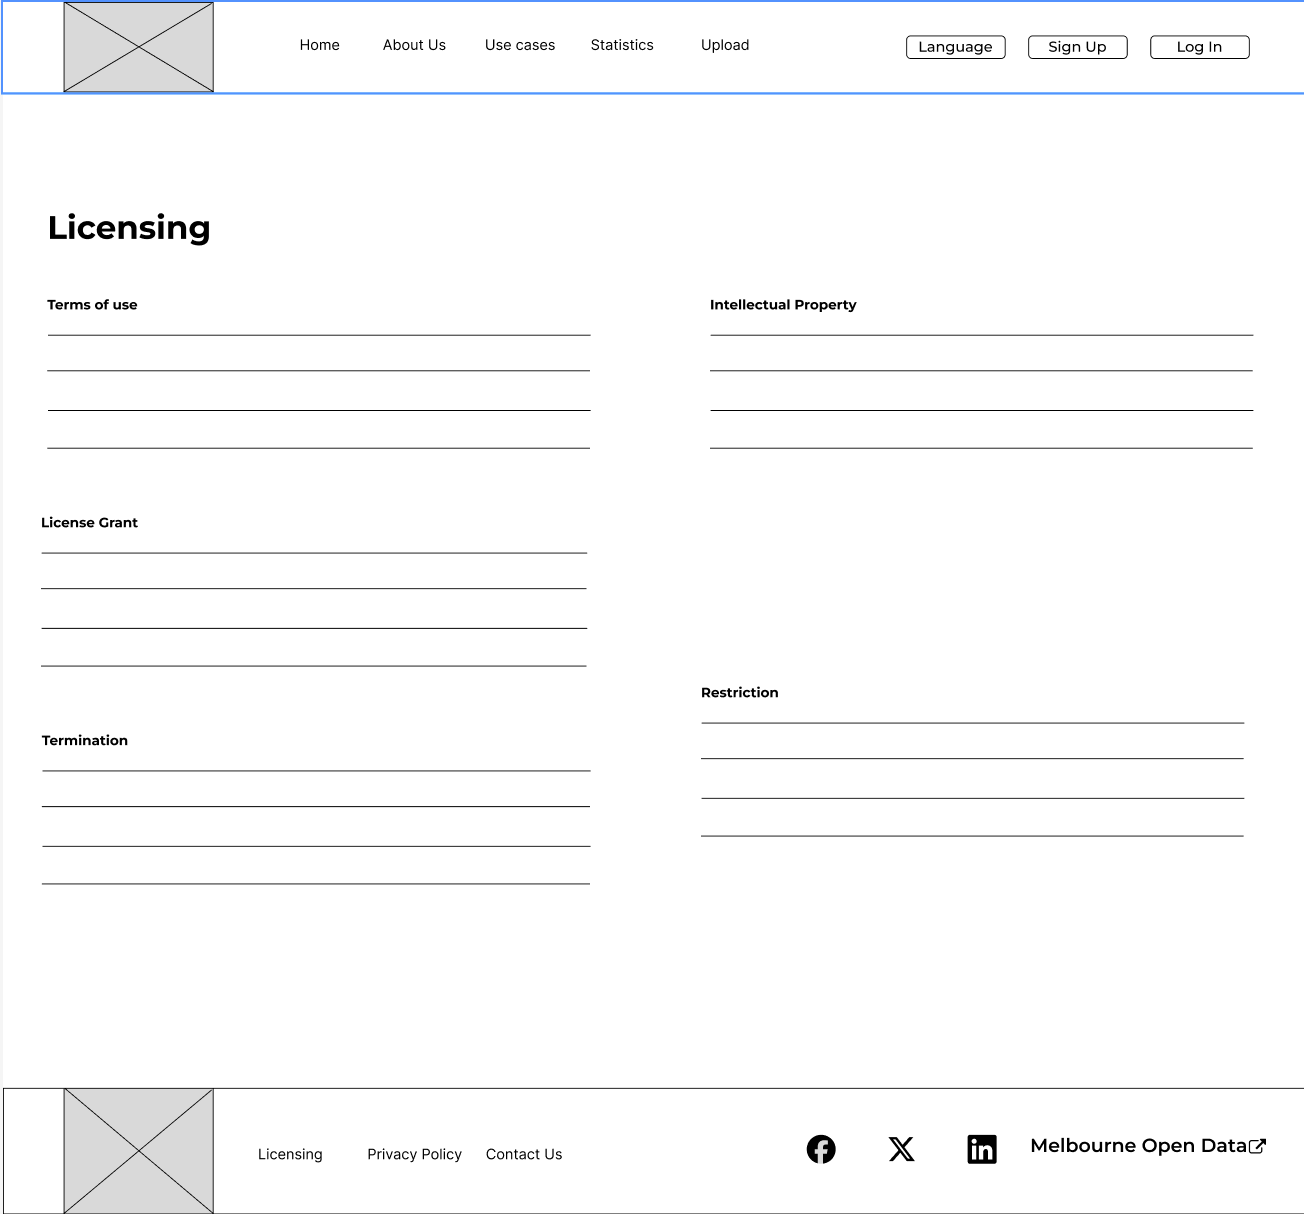 Home
About Us
Use cases
Statistics
Upload
Language
Sign Up
Log In
Licensing
Terms of use
License Grant
Termination
Intellectual Property
Restriction
Licensing
Privacy Policy
Contact Us
Melbourne Open Data